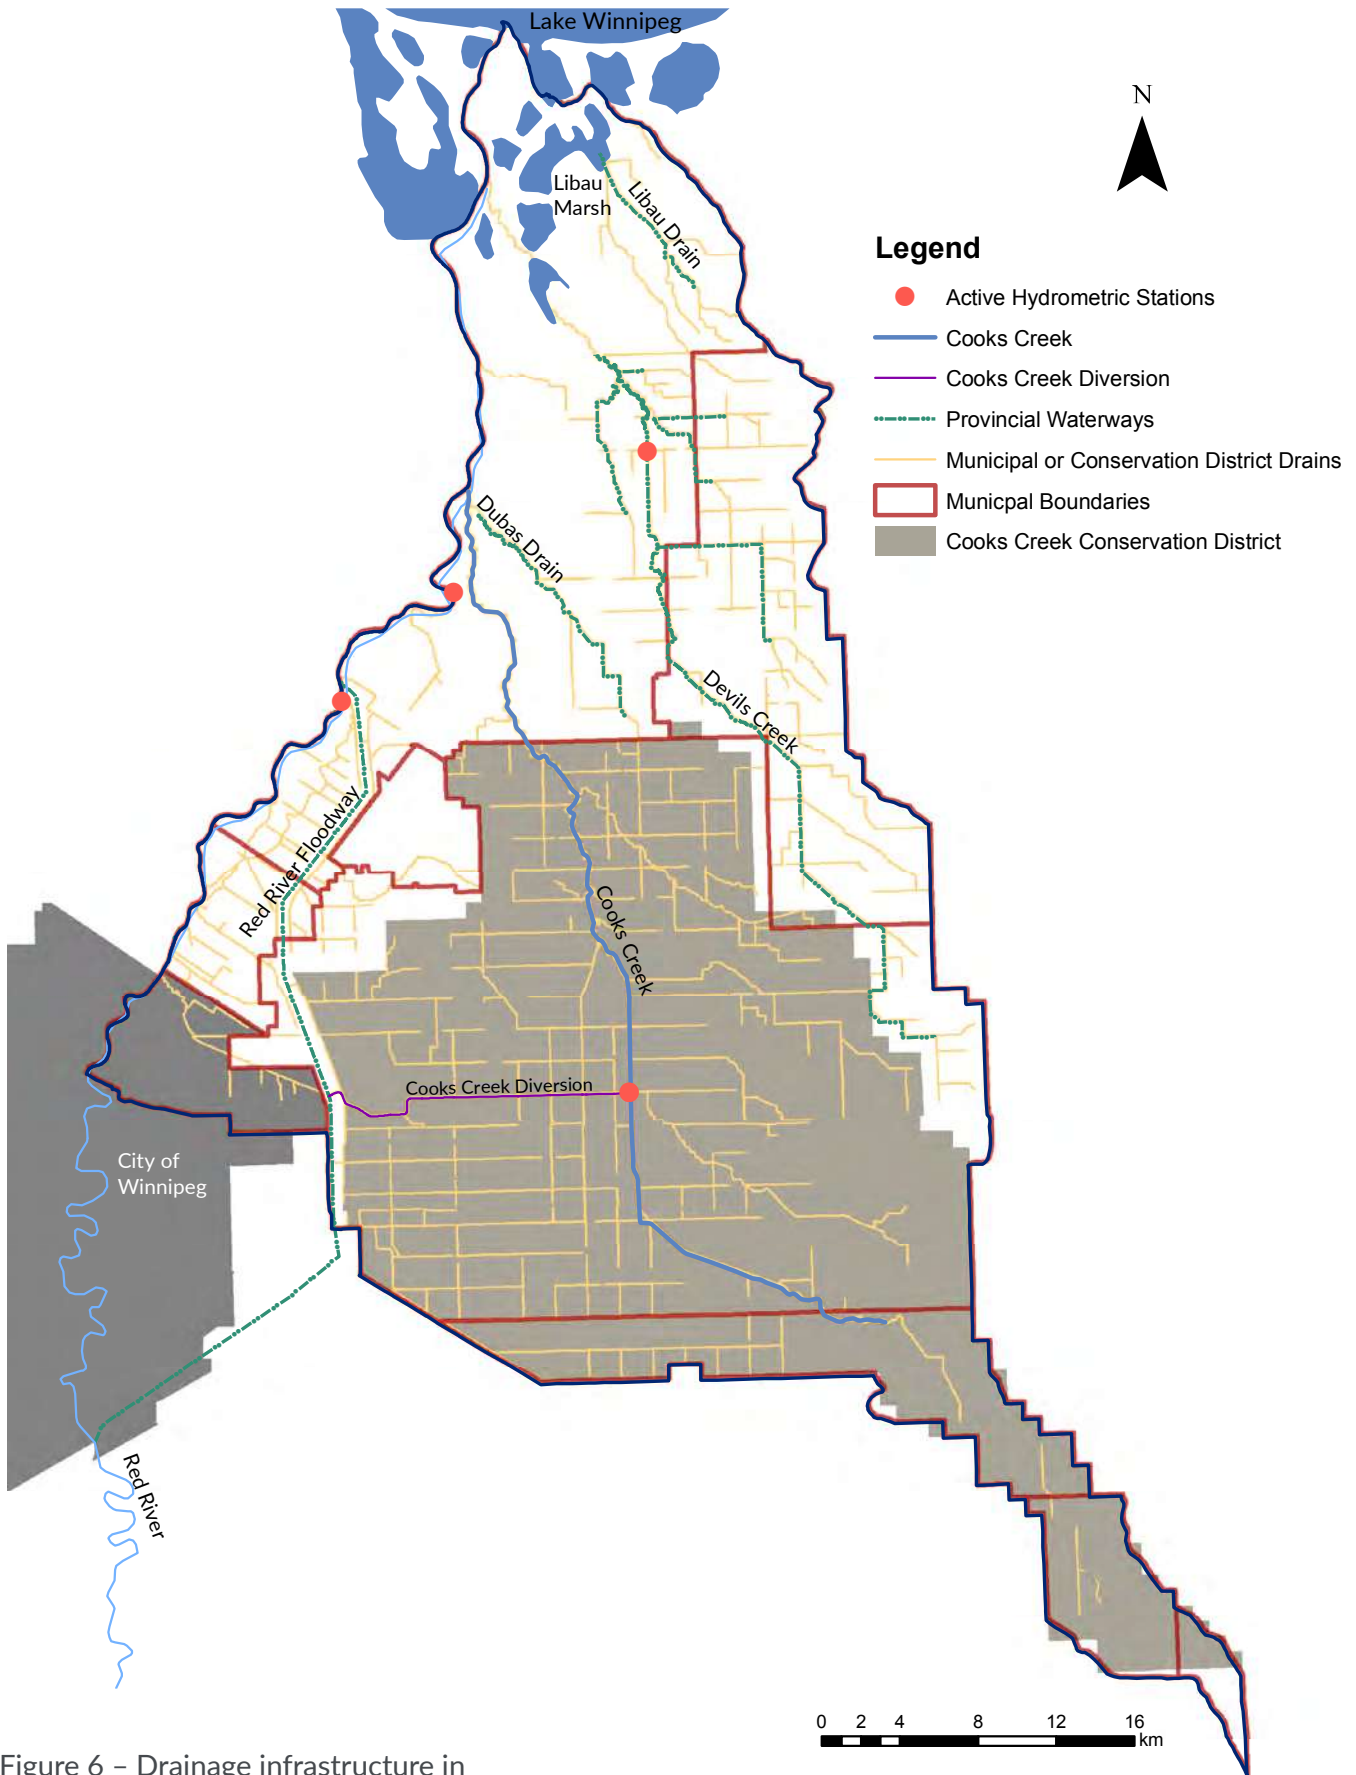 Lake Winnipeg
N
Libau
Marsh
Libau Drain
Legend
Active Hydrometric Stations
Cooks Creek
Cooks Creek Diversion
Provincial Waterways
Municipal or Conservation District Drains
Municpal Boundaries
Cooks Creek Conservation District
Dubas Drain
Devils Creek
Red River Floodway
Cooks Creek
Cooks Creek Diversion
City of
Winnipeg
Red River
0 2 4 8 12 16
km
Figure 6 – Drainage infrastructure in